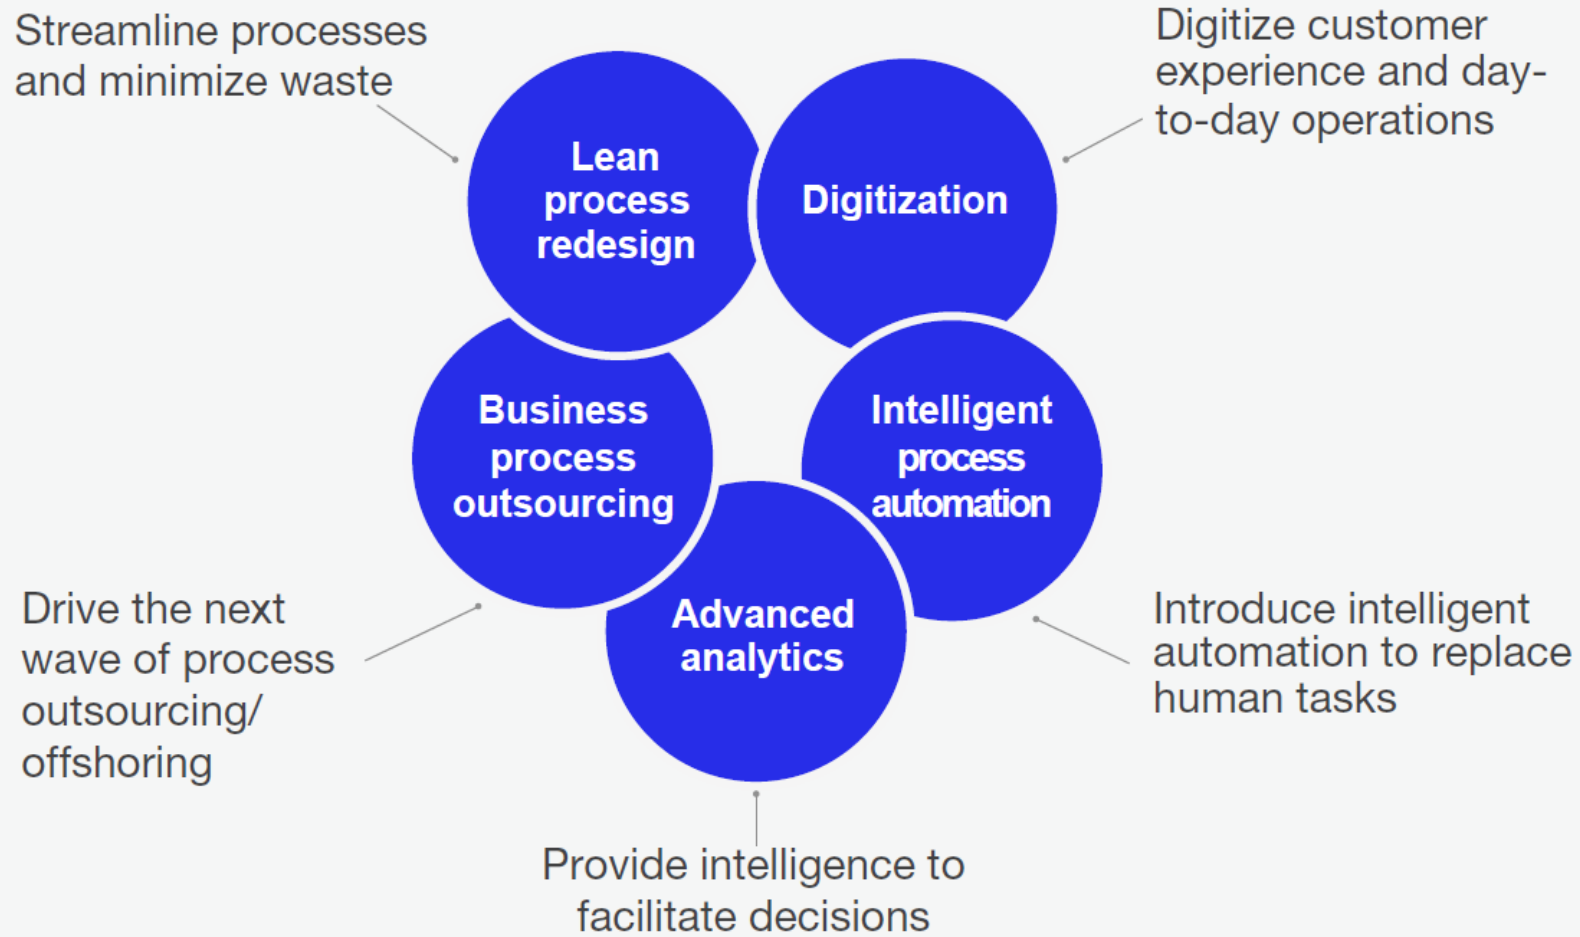 Streamline processes
and minimize waste
Digitize customer
experience and day-
to-day operations
Lean
process
redesign
Digitization
Business
process
outsourcing
Intelligent
process
automation
Advanced
analytics
Drive the next
wave of process
outsourcing/
offshoring
Introduce intelligent
automation to replace
human tasks
Provide intelligence to
facilitate decisions